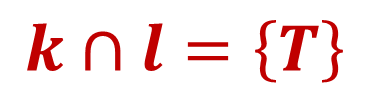 k ∩ l = {T}